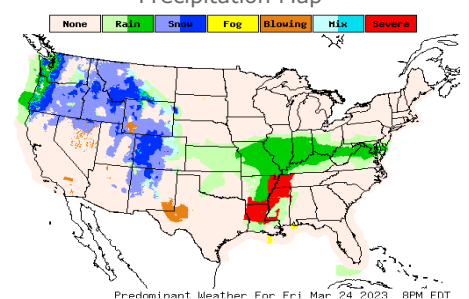 Precipitation Map
None Rain Snow Fog Blowing Mix Severe
Predominant Weather For Fri Mar 24 2023 8PM EDT